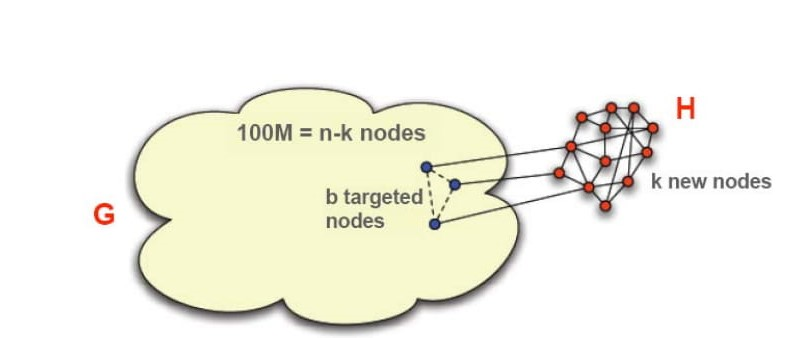 H
100M = n-k nodes
b targeted
nodes
k new nodes
G